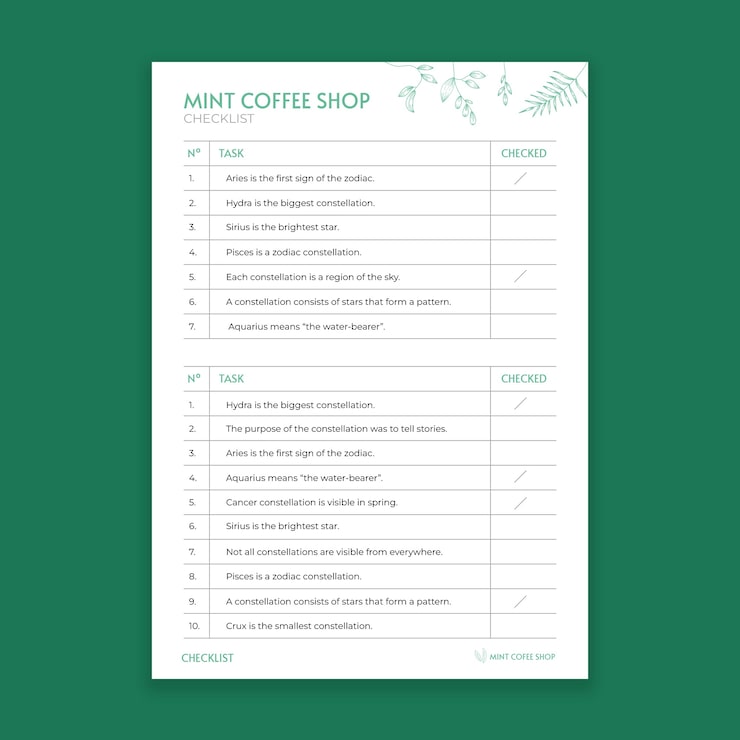 MINT COFFEE SHOP
CHECKLIST
Nº TASK CHECKED
1. Aries is the first sign of the zodiac. ⁄
2. Hydra is the biggest constellation.
3. Sirius is the brightest star.
4. Pisces is a zodiac constellation.
5. Each constellation is a region of the sky. ⁄
6. A constellation consists of stars that form a pattern.
7. Aquarius means “the water-bearer”.
Nº TASK CHECKED
1. Hydra is the biggest constellation. ⁄
2. The purpose of the constellation was to tell stories.
3. Aries is the first sign of the zodiac.
4. Aquarius means “the water-bearer”. ⁄
5. Cancer constellation is visible in spring. ⁄
6. Sirius is the brightest star.
7. Not all constellations are visible from everywhere.
8. Pisces is a zodiac constellation.
9. A constellation consists of stars that form a pattern. ⁄
10. Crux is the smallest constellation.
CHECKLIST MINT COFEE SHOP